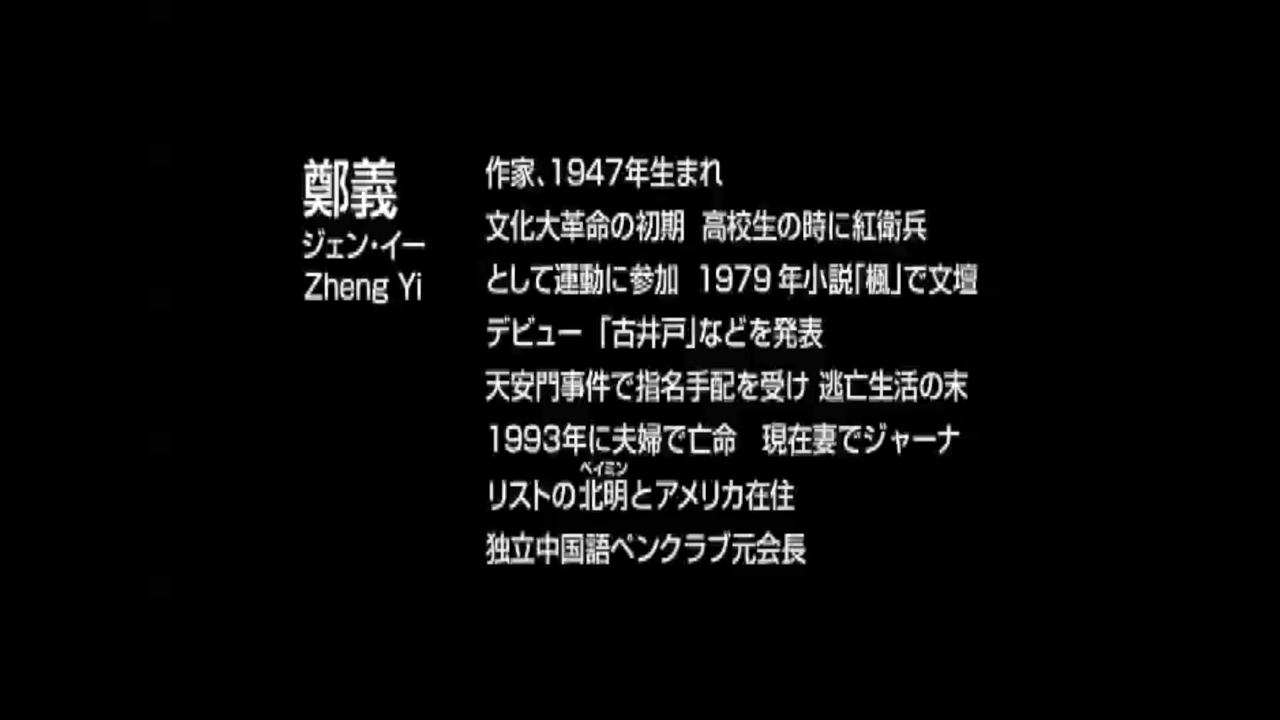 鄭義
ジェン・イー
Zheng Yi
作家、1947年生まれ
文化大革命の初期 高校生の時に紅衛兵
として運動に参加 1979年小説「楓」で文壇
デビュー 「古井戸」などを発表
天安門事件で指名手配を受け 逃亡生活の末
1993年に夫婦で亡命 現在妻でジャーナ
ベイミン
リストの北明とアメリカ在住
独立中国語ペンクラブ元会長